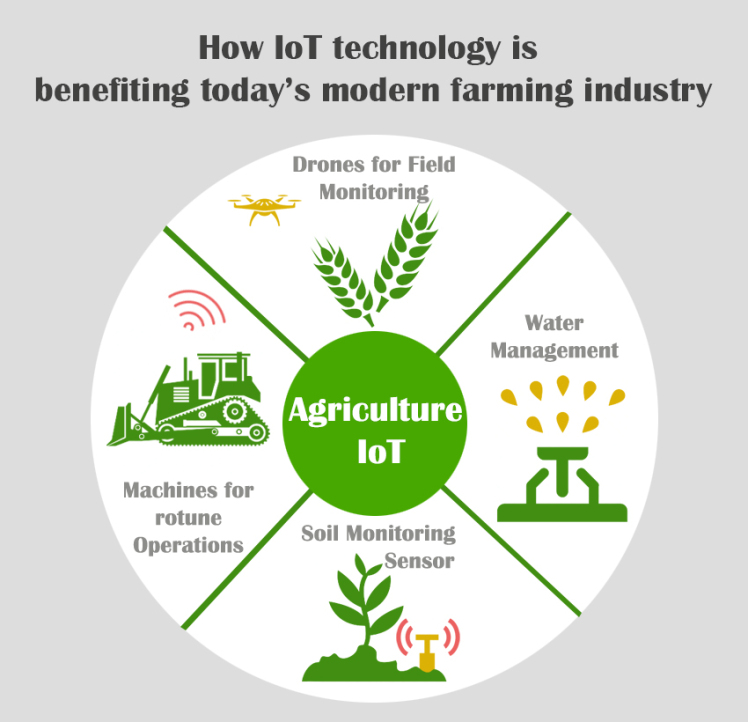 How IoT technology is
benefiting today's modern farming industry
Drones for Field
Monitoring
Water
Management
Agriculture
IoT
Machines for
rotune
Operations
Soil Monitoring
Sensor